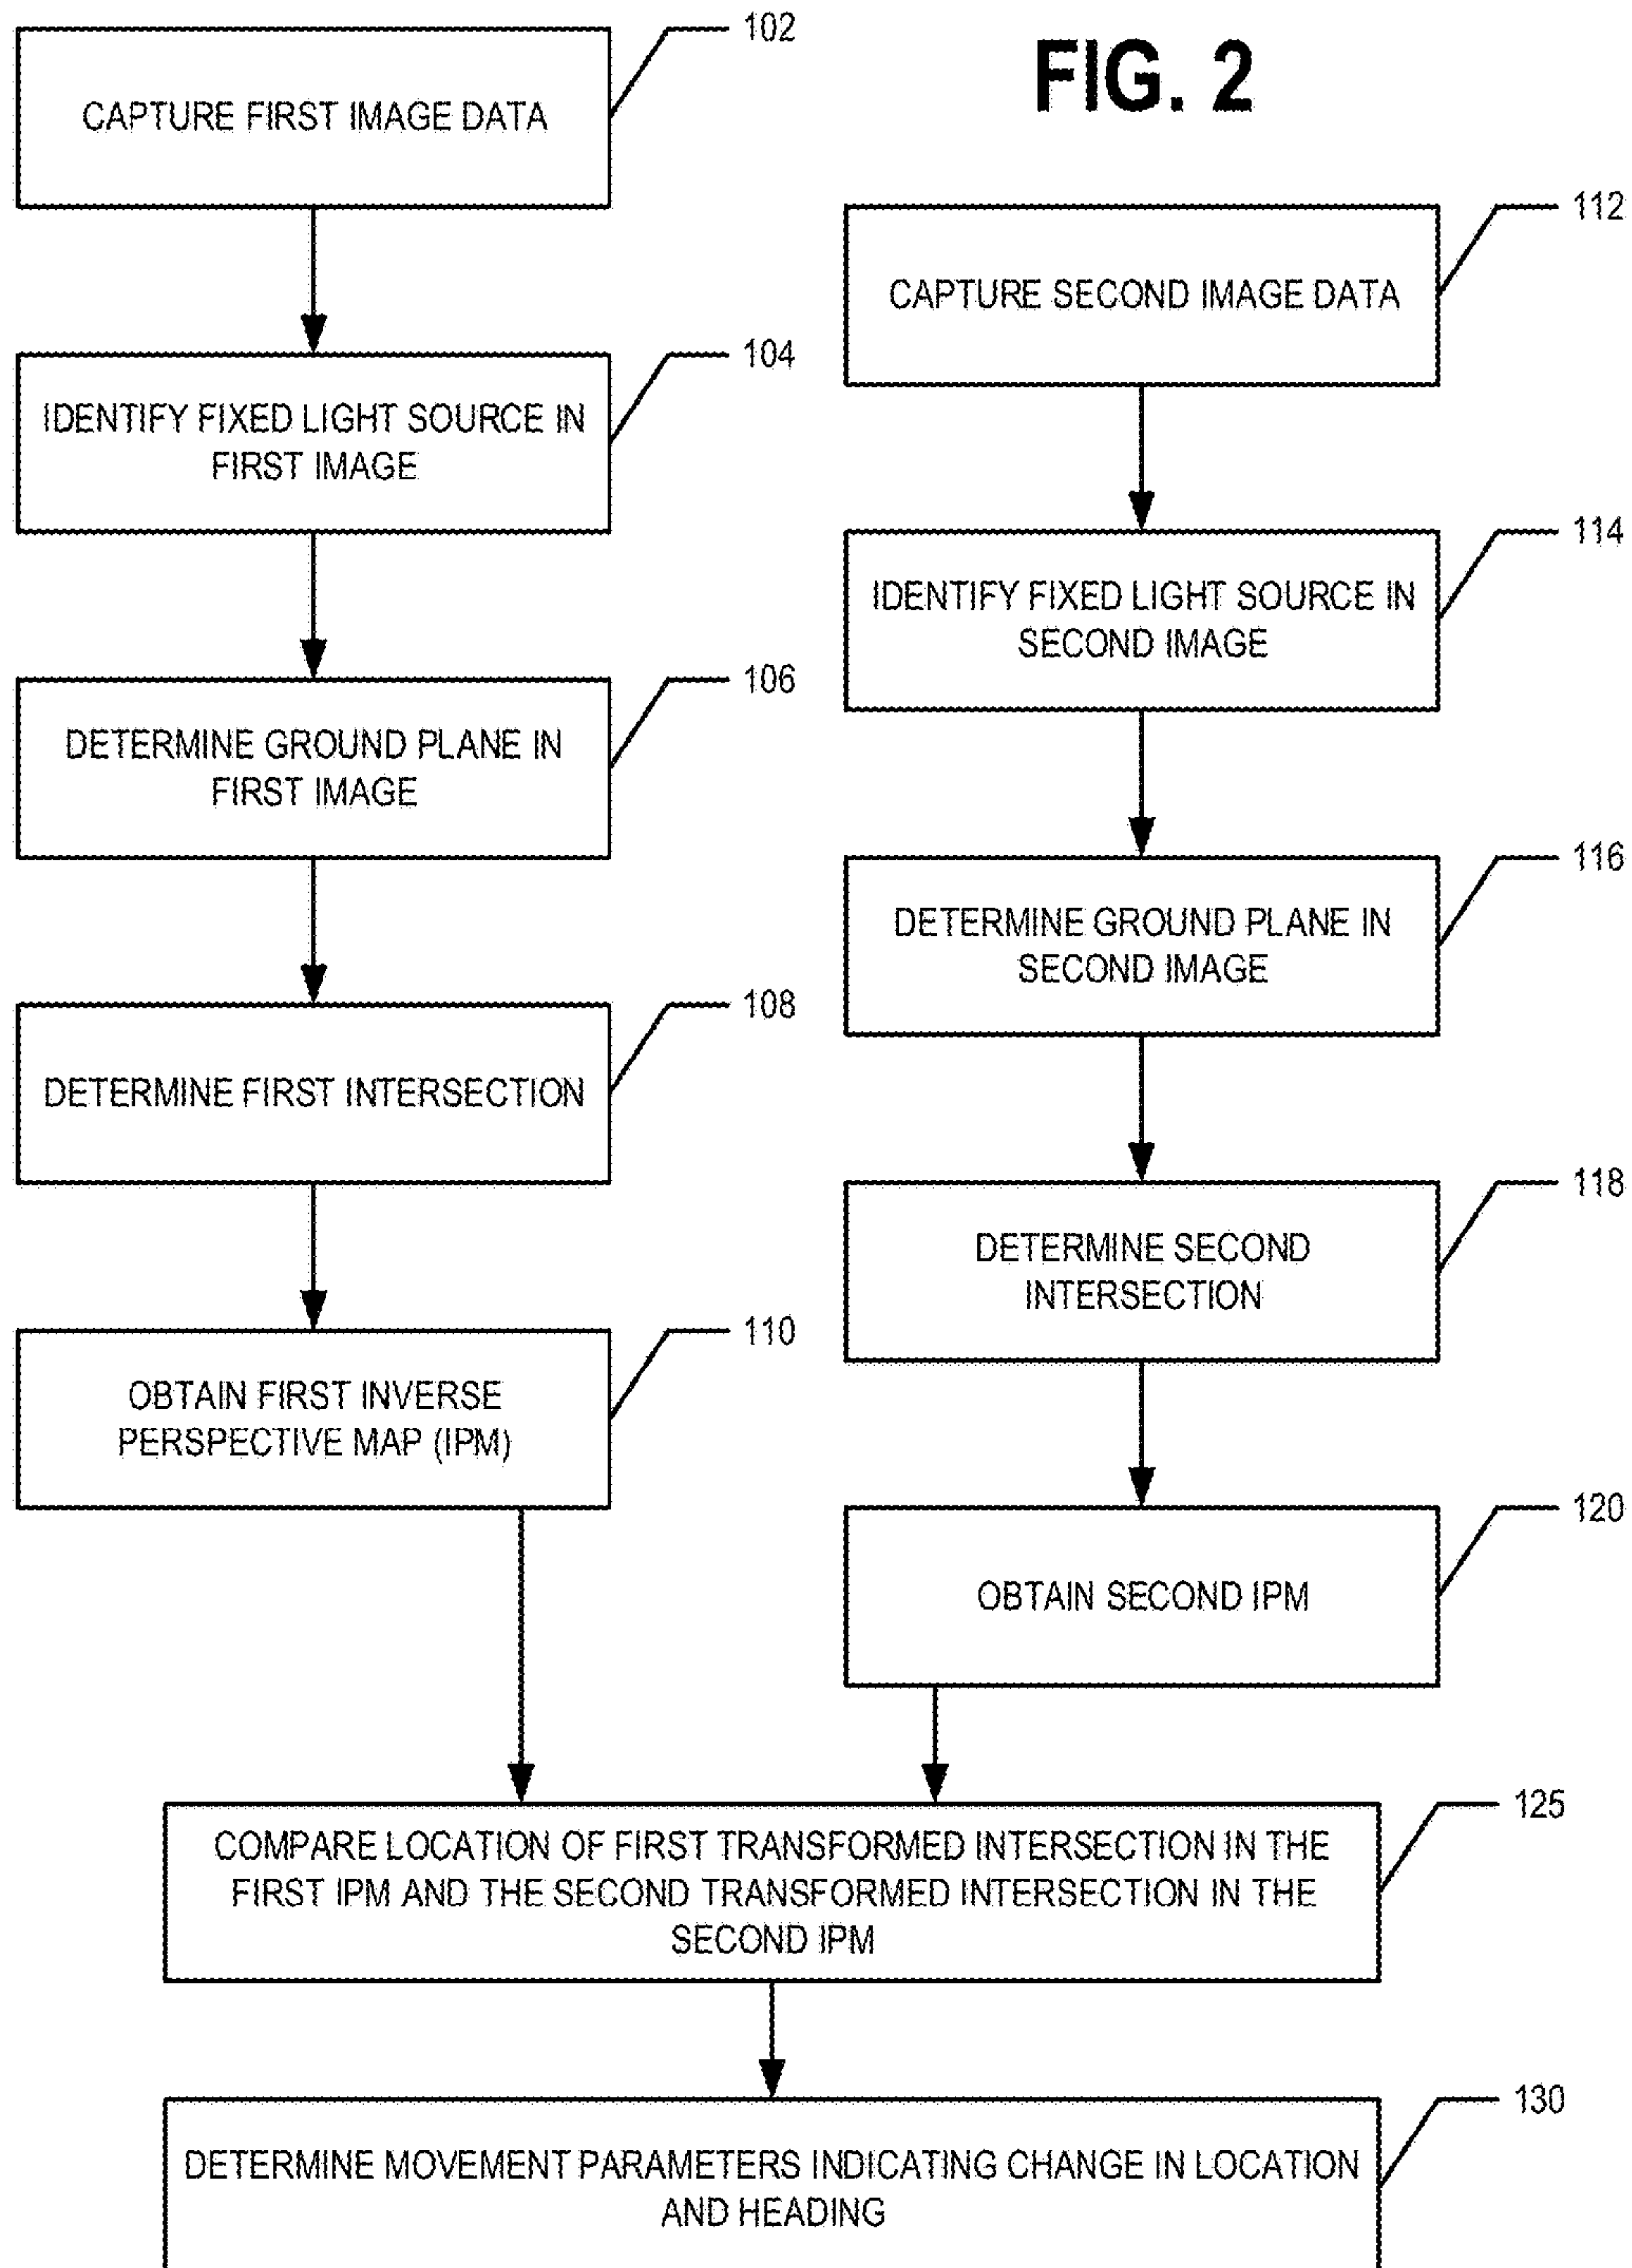 FIG. 2
102
CAPTURE FIRST IMAGE DATA
104
IDENTIFY FIXED LIGHT SOURCE IN
FIRST IMAGE
106
DETERMINE GROUND PLANE IN
FIRST IMAGE
108
DETERMINE FIRST INTERSECTION
110
OBTAIN FIRST INVERSE
PERSPECTIVE MAP (IPM)
112
CAPTURE SECOND IMAGE DATA
114
IDENTIFY FIXED LIGHT SOURCE IN
SECOND IMAGE
116
DETERMINE GROUND PLANE IN
SECOND IMAGE
118
DETERMINE SECOND
INTERSECTION
120
OBTAIN SECOND IPM
125
COMPARE LOCATION OF FIRST TRANSFORMED INTERSECTION IN THE
FIRST IPM AND THE SECOND TRANSFORMED INTERSECTION IN THE
SECOND IPM
130
DETERMINE MOVEMENT PARAMETERS INDICATING CHANGE IN LOCATION
AND HEADING